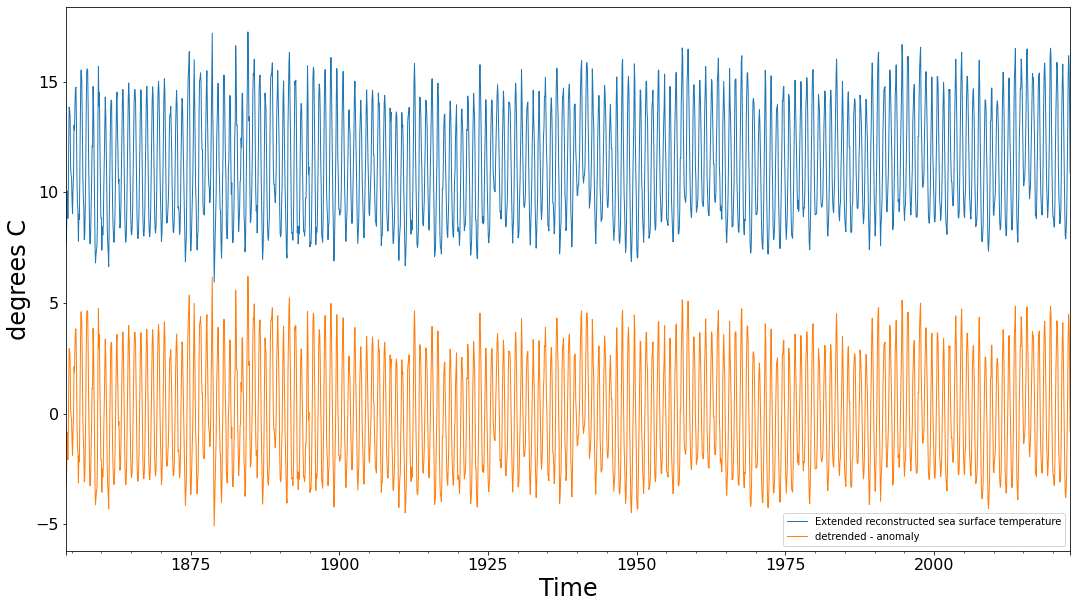 degrees C
15
10
5
0
−5
1875
1900
1925
1950
1975
2000
Time
Extended reconstructed sea surface temperature
detrended - anomaly